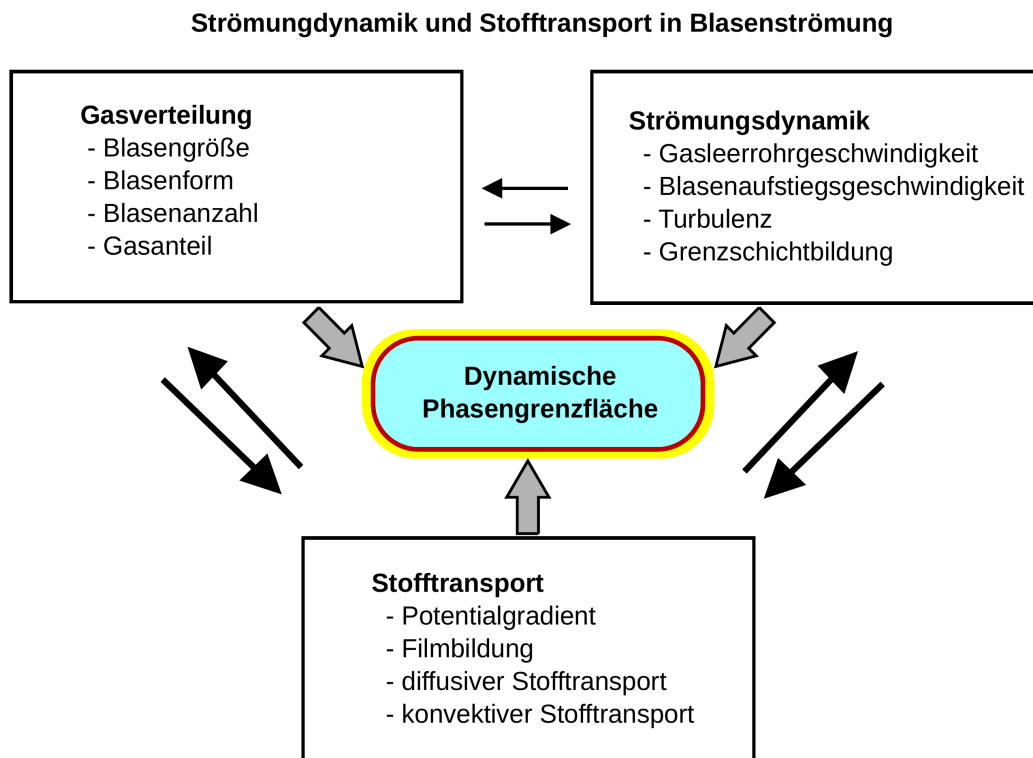 Strömungdynamik und Stofftransport in Blasenströmung
Gasverteilung
- Blasengröße
- Blasenform
- Blasenanzahl
- Gasanteil
Strömungsdynamik
- Gasleerrohrgeschwindigkeit
- Blasenaufstiegsgeschwindigkeit
- Turbulenz
- Grenzschichtbildung
Dynamische
Phasengrenzfläche
Stofftransport
- Potentialgradient
- Filmbildung
- diffusiver Stofftransport
- konvektiver Stofftransport